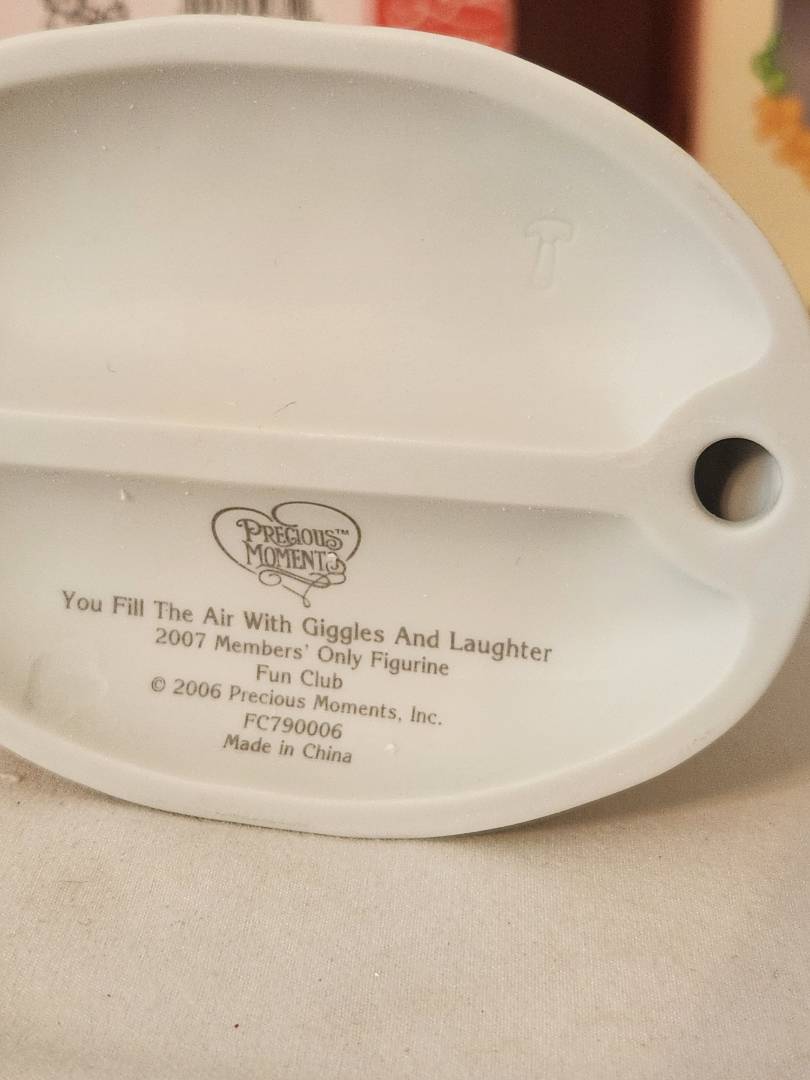 PRECIOUS™
MOMENTS
You Fill The Air With Giggles And Laughter
2007 Members' Only Figurine
Fun Club
© 2006 Precious Moments, Inc.
FC790006
Made in China